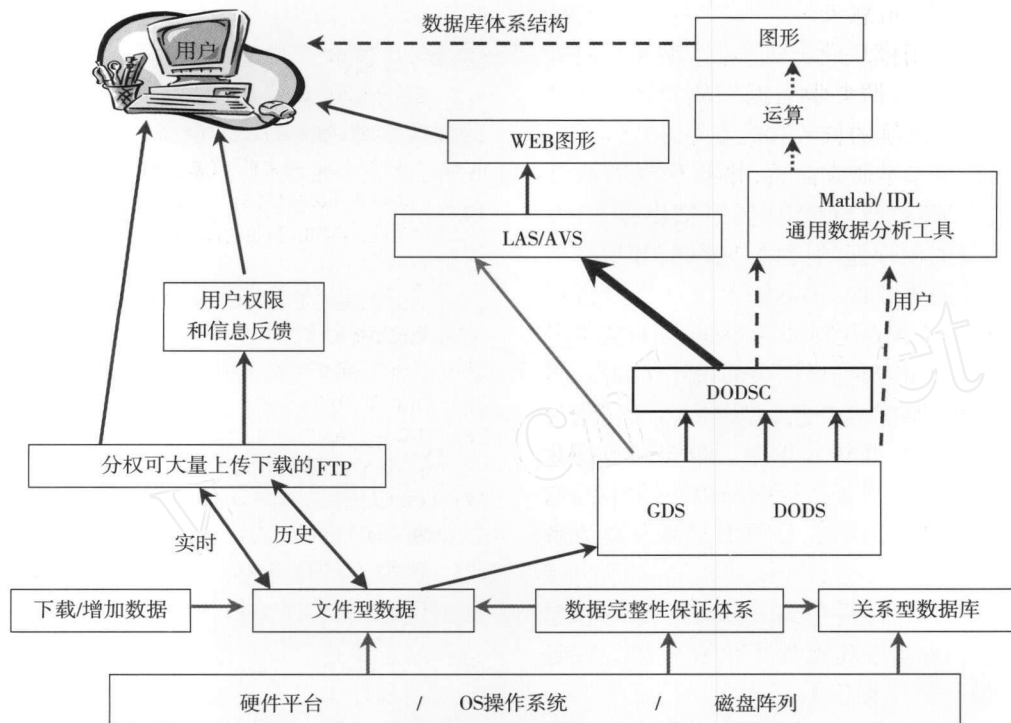 数据库体系结构
用户
图形
运算
WEB图形
Matlab/ IDL
通用数据分析工具
LAS/AVS
用户权限
和信息反馈
用户
DODSC
分权可大量上传下载的FTP
GDS
DODS
实时
历史
下载/增加数据
文件型数据
数据完整性保证体系
关系型数据库
硬件平台 / OS操作系统 / 磁盘阵列